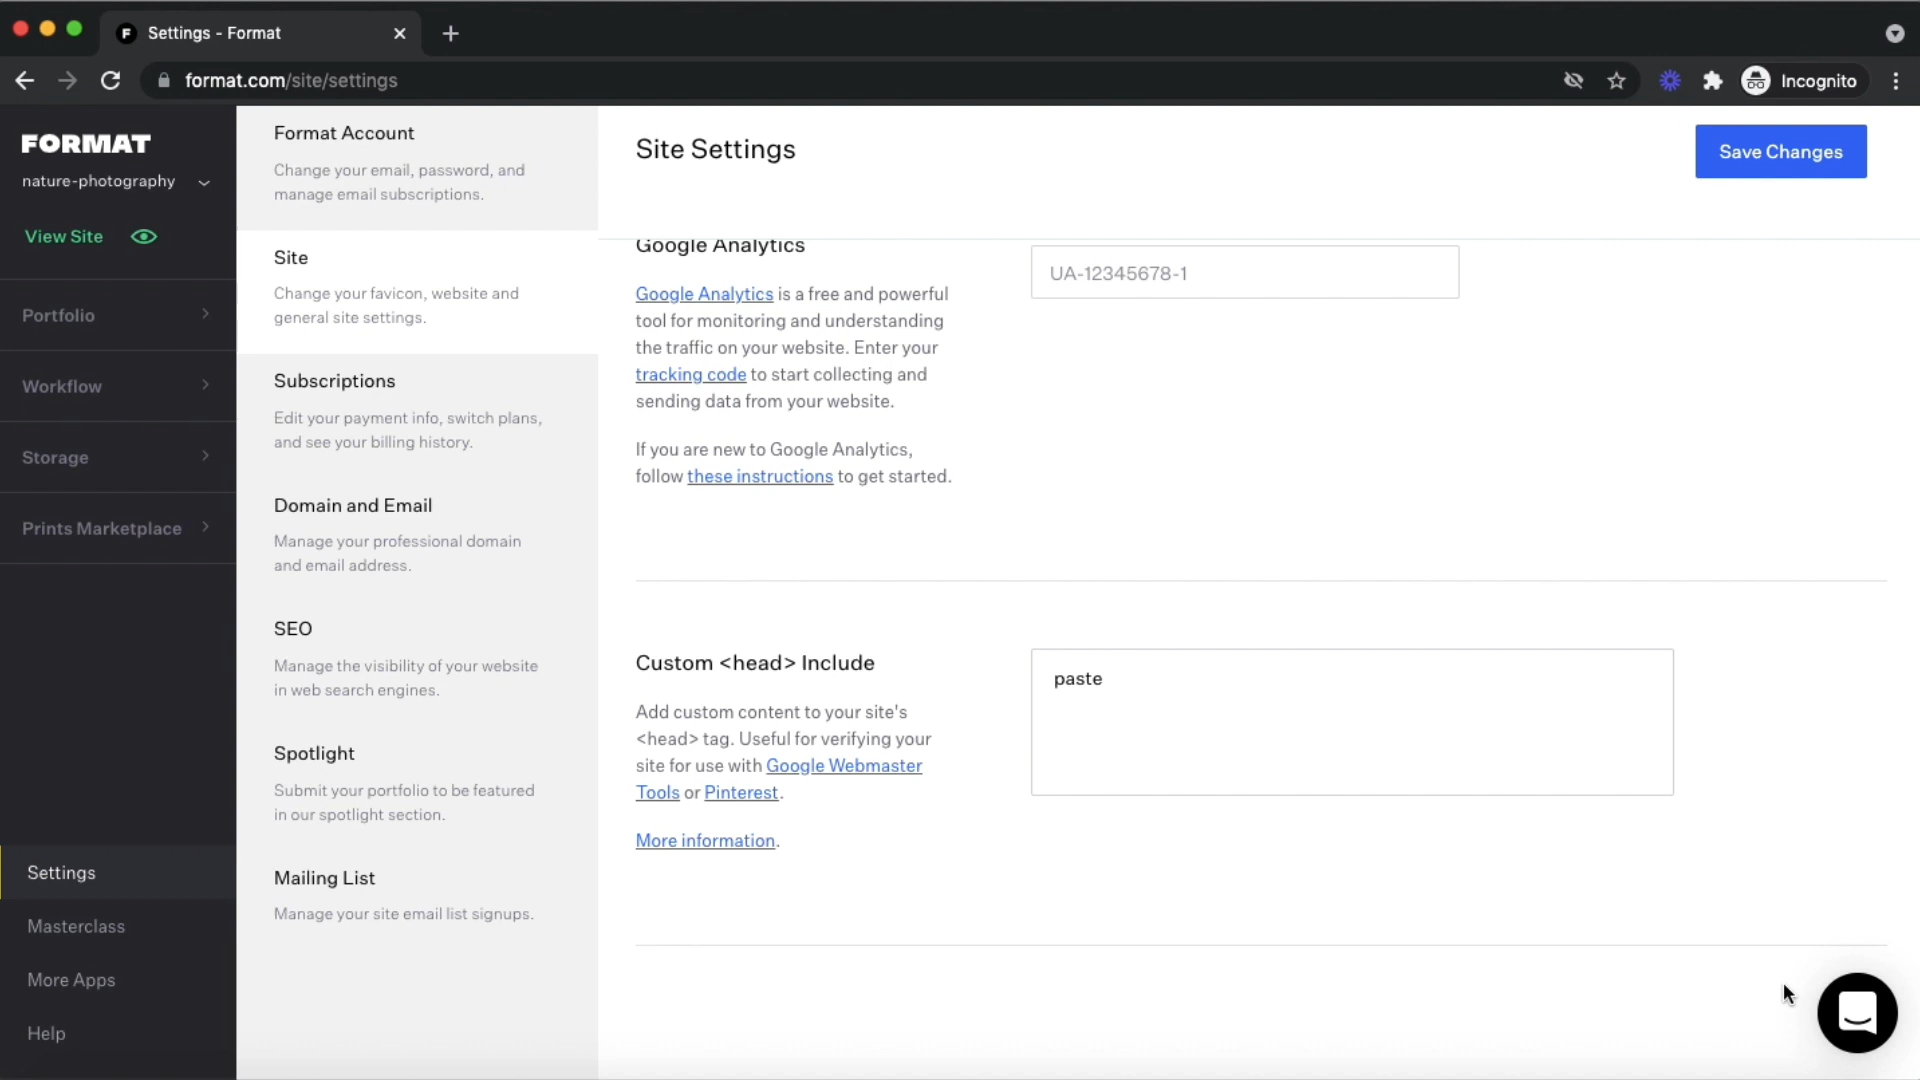 Settings - Format
format.com/site/settings
Incognito
FORMAT
nature-photography
View Site
Portfolio
Workflow
Storage
Prints Marketplace
Settings
Masterclass
More Apps
Help
Format Account
Change your email, password, and
manage email subscriptions.
Site
Change your favicon, website and
general site settings.
Subscriptions
Edit your payment info, switch plans,
and see your billing history.
Domain and Email
Manage your professional domain
and email address.
SEO
Manage the visibility of your website
in web search engines.
Spotlight
Submit your portfolio to be featured
in our spotlight section.
Mailing List
Manage your site email list signups.
Site Settings
Save Changes
Google Analytics
UA-12345678-1
Google Analytics is a free and powerful
tool for monitoring and understanding
the traffic on your website. Enter your
tracking code to start collecting and
sending data from your website.
If you are new to Google Analytics,
follow these instructions to get started.
Custom <head> Include
paste
Add custom content to your site's
<head> tag. Useful for verifying your
site for use with Google Webmaster
Tools or Pinterest.
More information.